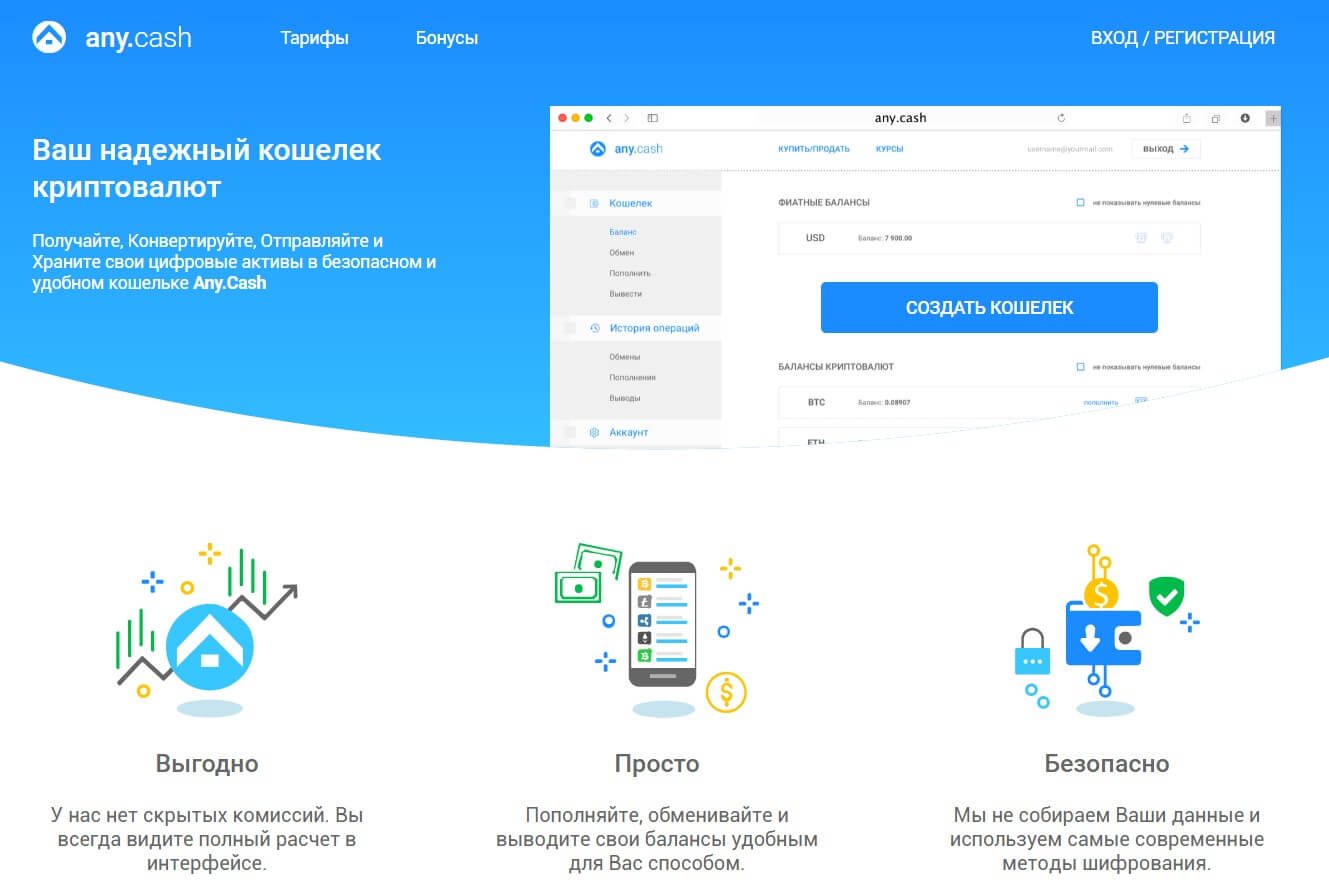 any.cash
Тарифы
Бонусы
ВХОД / РЕГИСТРАЦИЯ
Ваш надежный кошелек
криптовалют
Получайте, Конвертируйте, Отправляйте и
Храните свои цифровые активы в безопасном и
удобном кошельке Any.Cash
any.cash
any.cash
КУПИТЬ/ПРОДАТЬ
КУРСЫ
username@yourmail.com
ВЫХОД
Кошелек
Баланс
Обмен
Пополнить
Вывести
История операций
Обмены
Пополнения
Выводы
Аккаунт
ФИАТНЫЕ БАЛАНСЫ
не показывать нулевые балансы
USD
Баланс: 7 900.00
СОЗДАТЬ КОШЕЛЕК
БАЛАНСЫ КРИПТОВАЛЮТ
не показывать нулевые балансы
BTC
Баланс: 0.08907
пополнить
ETH
Выгодно
У нас нет скрытых комиссий. Вы
всегда видите полный расчет в
интерфейсе.
Просто
Пополняйте, обменивайте и
выводите свои балансы удобным
для Вас способом.
Безопасно
Мы не собираем Ваши данные и
используем самые современные
методы шифрования.